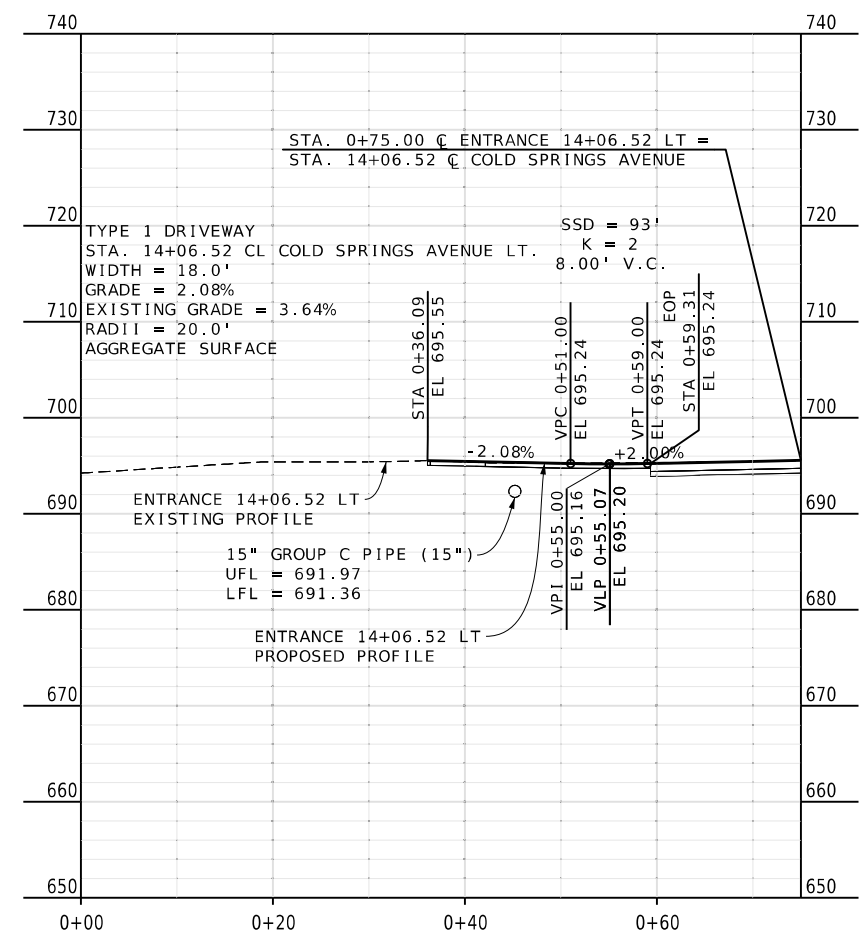 740 740
730 730
STA. 0+75.00 ℄ ENTRANCE 14+06.52 LT =
STA. 14+06.52 ℄ COLD SPRINGS AVENUE
720 720
TYPE 1 DRIVEWAY
STA. 14+06.52 CL COLD SPRINGS AVENUE LT.
WIDTH = 18.0'
GRADE = 2.08%
EXISTING GRADE = 3.64%
RADII = 20.0'
AGGREGATE SURFACE
SSD = 93'
K = 2
8.00' V.C.
710 710
STA 0+36.09
EL 695.55
VPC 0+51.00
EL 695.24
VPT 0+59.00
EL 695.24
EOP
STA 0+59.31
EL 695.24
700 700
-2.08%
+2.00%
690 690
ENTRANCE 14+06.52 LT
EXISTING PROFILE
15" GROUP C PIPE (15")
UFL = 691.97
LFL = 691.36
VPI 0+55.00
EL 695.16
VLP 0+55.07
EL 695.20
680 680
ENTRANCE 14+06.52 LT
PROPOSED PROFILE
670 670
660 660
650 650
0+00 0+20 0+40 0+60